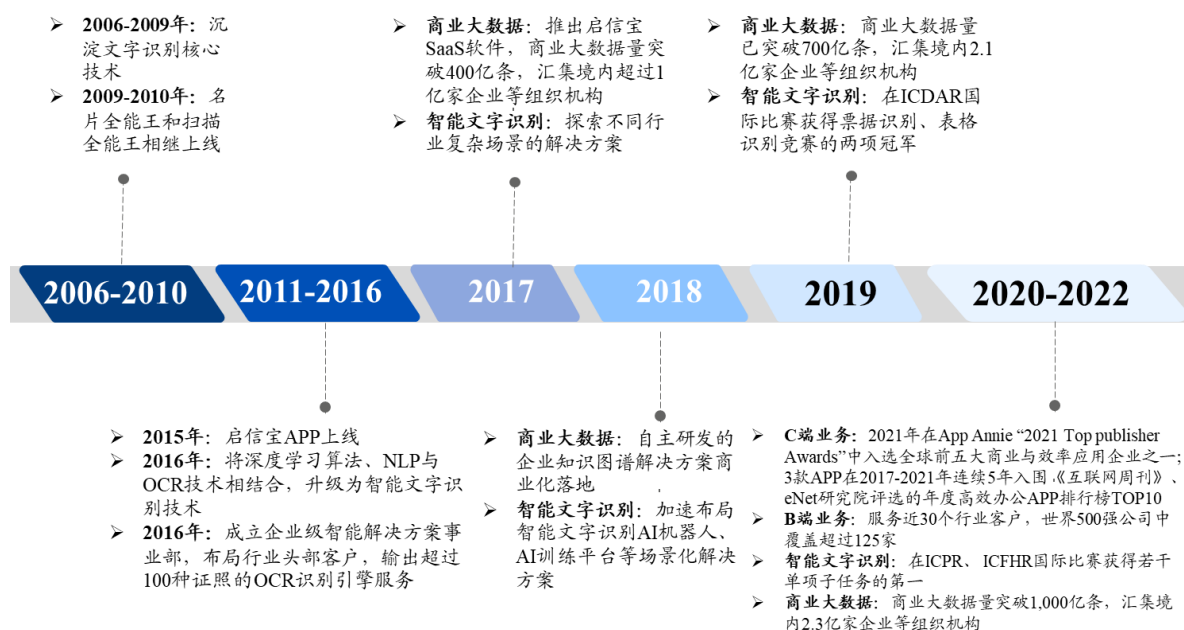 ➢ 2006-2009年：沉
淀文字识别核心
技术
➢ 2009-2010年：名
片全能王和扫描
全能王相继上线
➢ 商业大数据：推出启信宝
SaaS软件，商业大数据量突
破400亿条，汇集境内超过1
亿家企业等组织机构
➢ 智能文字识别：探索不同行
业复杂场景的解决方案
➢ 商业大数据：商业大数据量
已突破700亿条，汇集境内2.1
亿家企业等组织机构
➢ 智能文字识别：在ICDAR国
际比赛获得票据识别、表格
识别竞赛的两项冠军
2006-2010
2011-2016
2017
2018
2019
2020-2022
➢ 2015年：启信宝APP上线
➢ 2016年：将深度学习算法、NLP与
OCR技术相结合，升级为智能文字识
别技术
➢ 2016年：成立企业级智能解决方案事
业部，布局行业头部客户，输出超过
100种证照的OCR识别引擎服务
➢ 商业大数据：自主研发的
企业知识图谱解决方案商
业化落地
➢ 智能文字识别：加速布局
智能文字识别AI机器人、
AI训练平台等场景化解决
方案
➢ C端业务：2021年在App Annie “2021 Top publisher
Awards”中入选全球前五大商业与效率应用企业之一；
3款APP在2017-2021年连续5年入围《互联网周刊》、
eNet研究院评选的年度高效办公APP排行榜TOP10
➢ B端业务：服务近30个行业客户，世界500强公司中
覆盖超过125家
➢ 智能文字识别：在ICPR、ICFHR国际比赛获得若干
单项子任务的第一
➢ 商业大数据：商业大数据量突破1,000亿条，汇集境
内2.3亿家企业等组织机构